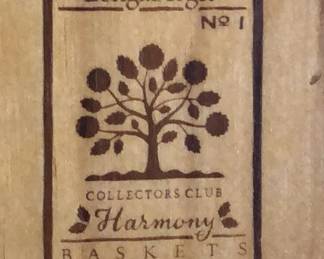 Nº 1
COLLECTORS CLUB
Harmony
BASKETS